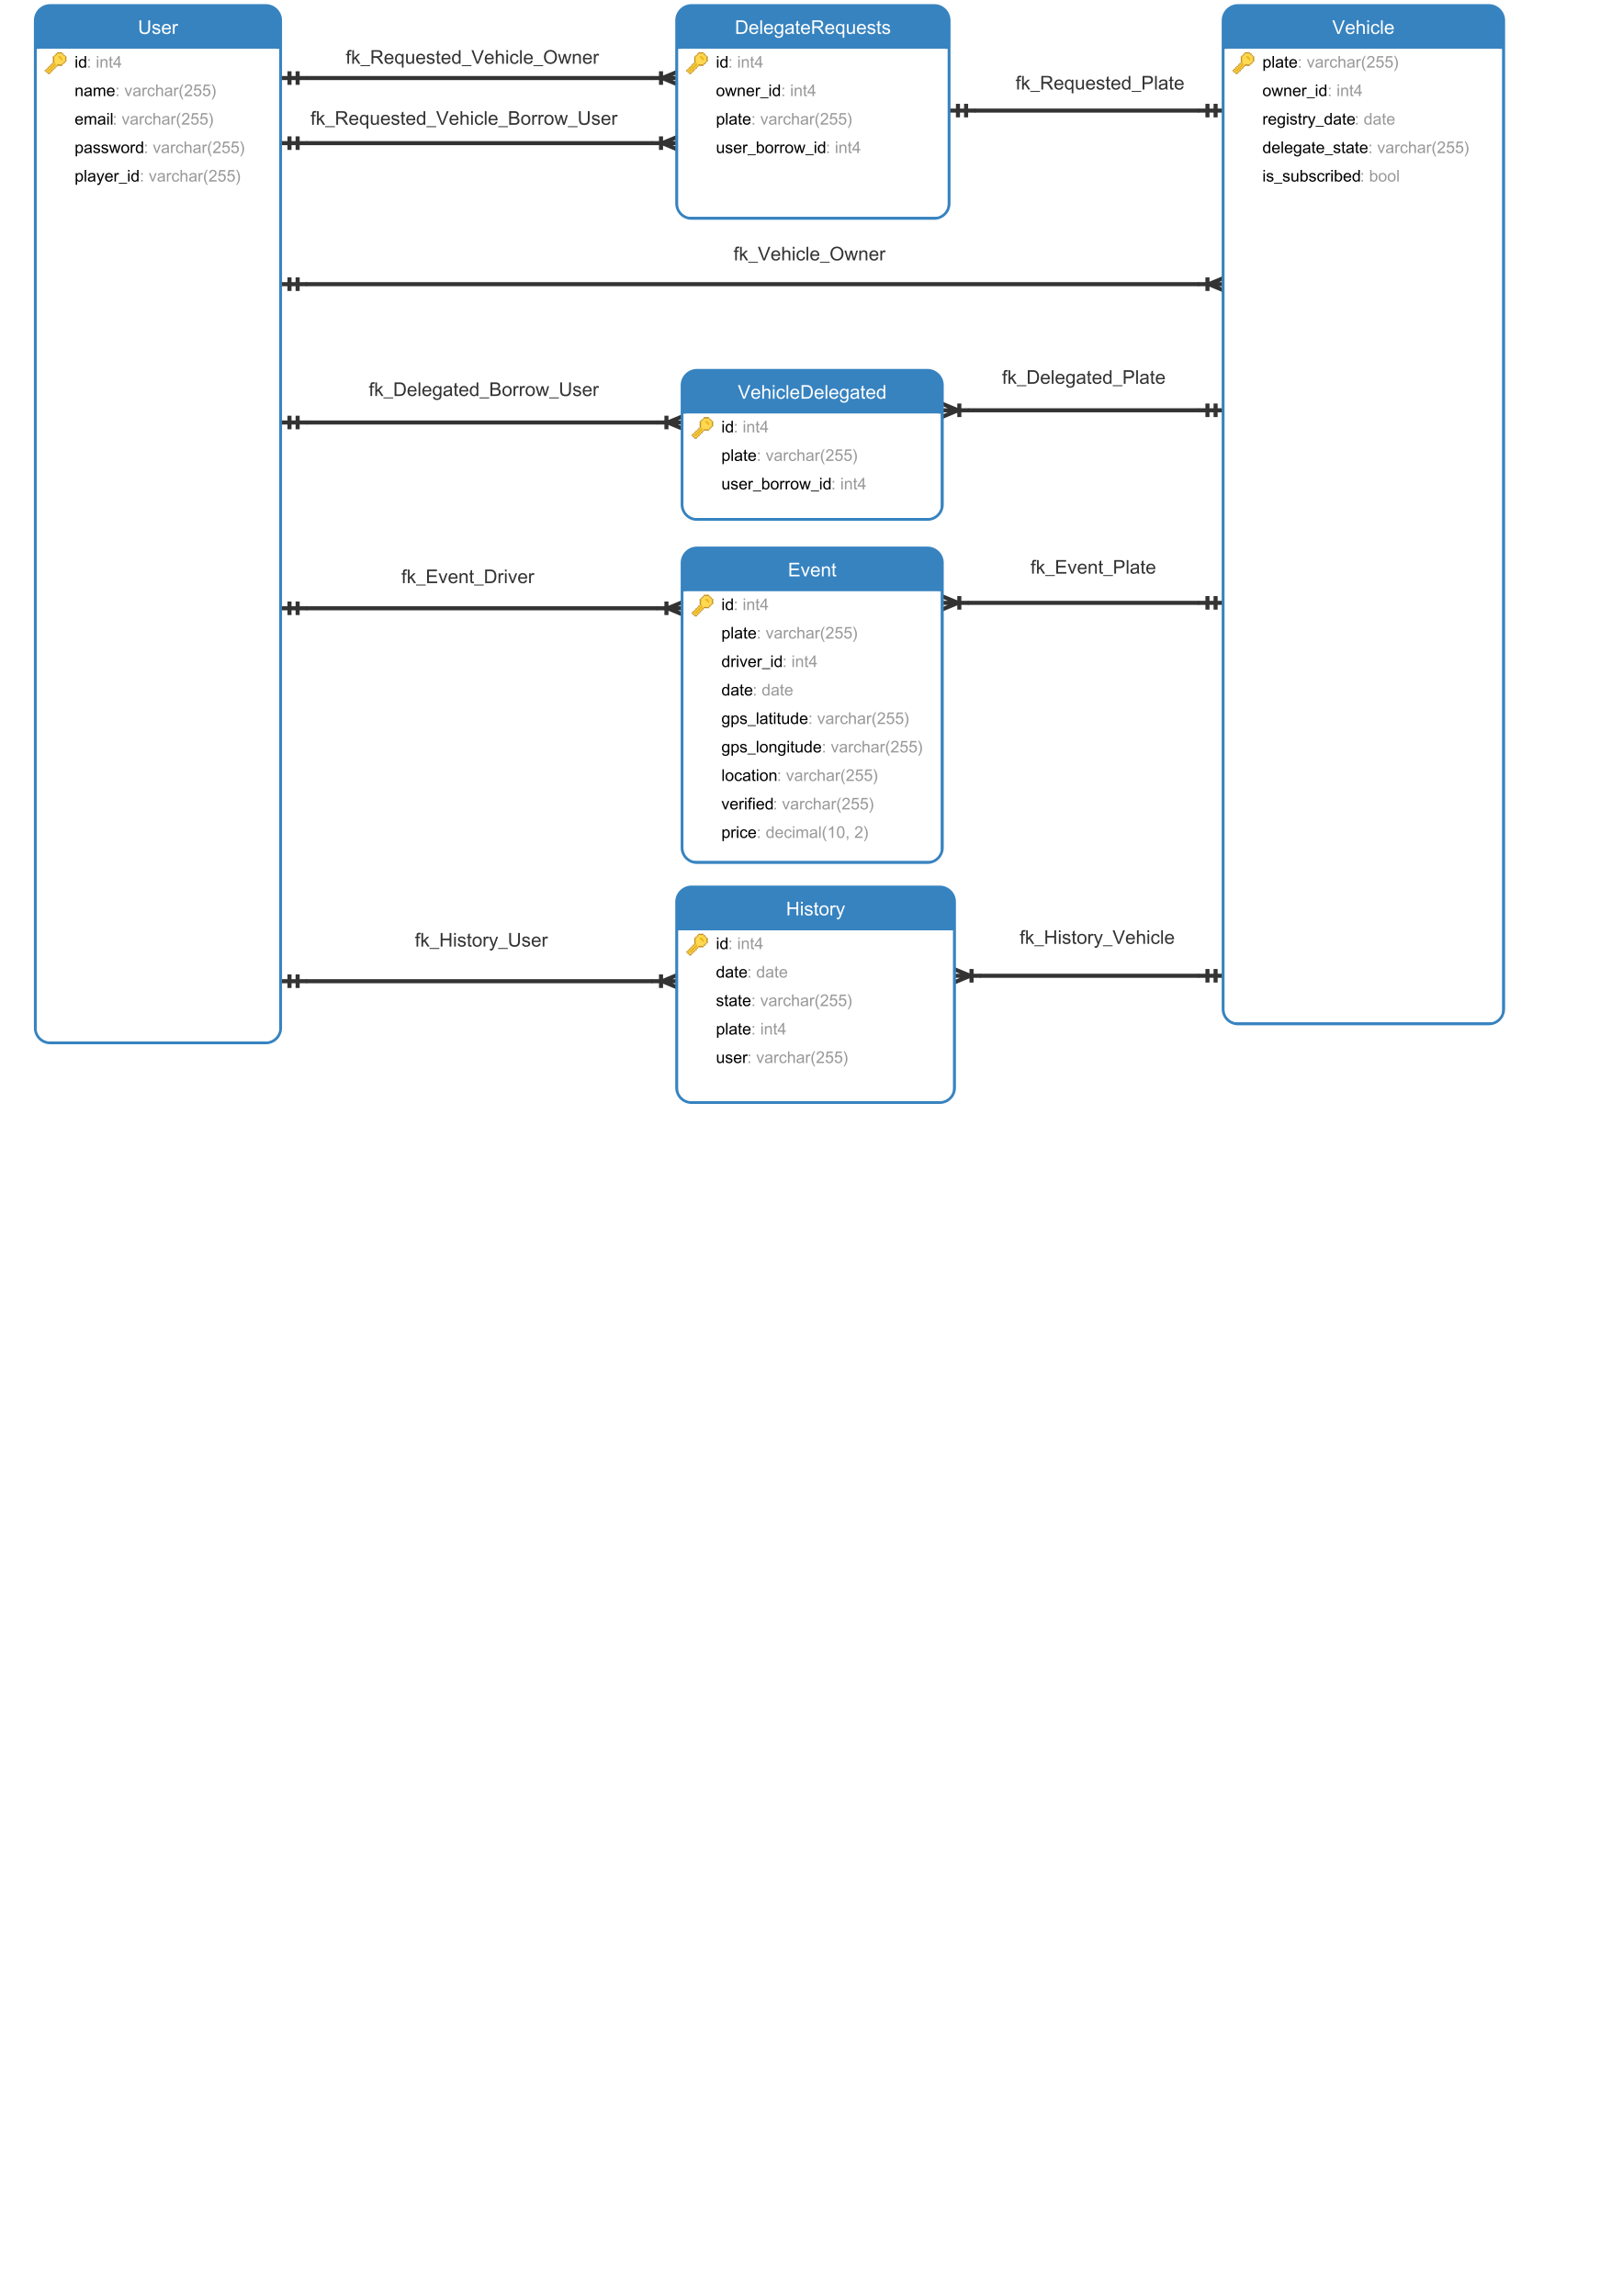 User
id: int4
name: varchar(255)
email: varchar(255)
password: varchar(255)
player_id: varchar(255)
fk_Requested_Vehicle_Owner
fk_Requested_Vehicle_Borrow_User
DelegateRequests
id: int4
owner_id: int4
plate: varchar(255)
user_borrow_id: int4
fk_Requested_Plate
Vehicle
plate: varchar(255)
owner_id: int4
registry_date: date
delegate_state: varchar(255)
is_subscribed: bool
fk_Vehicle_Owner
fk_Delegated_Borrow_User
VehicleDelegated
id: int4
plate: varchar(255)
user_borrow_id: int4
fk_Delegated_Plate
fk_Event_Driver
Event
id: int4
plate: varchar(255)
driver_id: int4
date: date
gps_latitude: varchar(255)
gps_longitude: varchar(255)
location: varchar(255)
verified: varchar(255)
price: decimal(10, 2)
fk_Event_Plate
fk_History_User
History
id: int4
date: date
state: varchar(255)
plate: int4
user: varchar(255)
fk_History_Vehicle